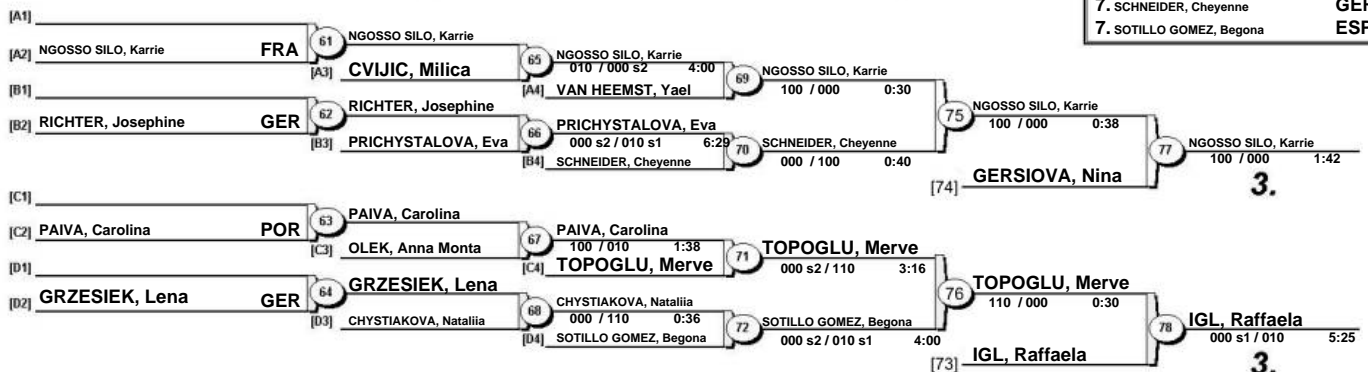 7. SCHNEIDER, Cheyenne
7. SOTILLO GOMEZ, Begona ESP
[A1]
[A2] NGOSSO SILO, Karrie FRA
61 NGOSSO SILO, Karrie
[A3] CVIJIC, Milica
65 NGOSSO SILO, Karrie
010 / 000 s2 4:00
[A4] VAN HEEMST, Yael
69 NGOSSO SILO, Karrie
100 / 000 0:30
[B1]
[B2] RICHTER, Josephine GER
62 RICHTER, Josephine
[B3] PRICHYSTALOVA, Eva
66 PRICHYSTALOVA, Eva
000 s2 / 010 s1 6:29
[B4] SCHNEIDER, Cheyenne
70 SCHNEIDER, Cheyenne
000 / 100 0:40
75 NGOSSO SILO, Karrie
100 / 000 0:38
[74] GERSIOVA, Nina
77 NGOSSO SILO, Karrie
100 / 000 1:42
3.
[C1]
[C2] PAIVA, Carolina POR
63 PAIVA, Carolina
[C3] OLEK, Anna Monta
67 PAIVA, Carolina
100 / 010 1:38
[C4] TOPOGLU, Merve
71 TOPOGLU, Merve
000 s2 / 110 3:16
[D1]
[D2] GRZESIEK, Lena GER
64 GRZESIEK, Lena
[D3] CHYSTIAKOVA, Nataliia
68 CHYSTIAKOVA, Nataliia
000 / 110 0:36
[D4] SOTILLO GOMEZ, Begona
72 SOTILLO GOMEZ, Begona
000 s2 / 010 s1 4:00
76 TOPOGLU, Merve
110 / 000 0:30
[73] IGL, Raffaela
78 IGL, Raffaela
000 s1 / 010 5:25
3.